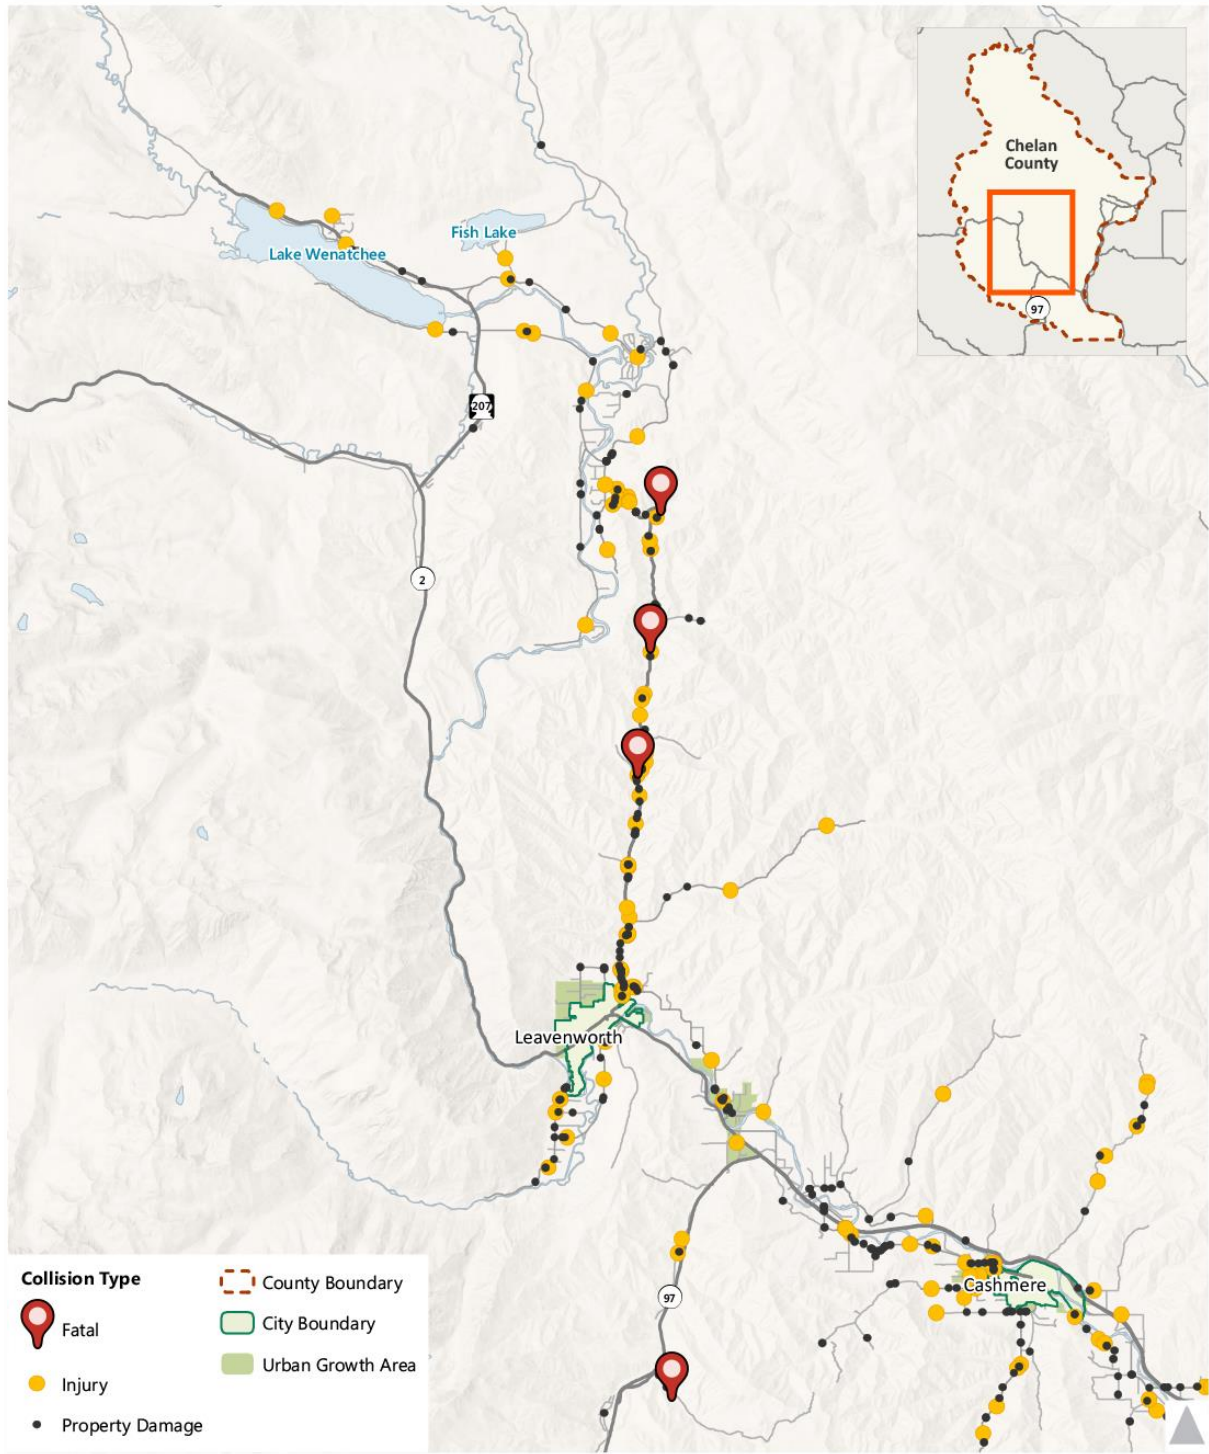 Chelan
County
97
Fish Lake
Lake Wenatchee
207
2
Leavenworth
Cashmere
97
Collision Type
Fatal
Injury
Property Damage
County Boundary
City Boundary
Urban Growth Area